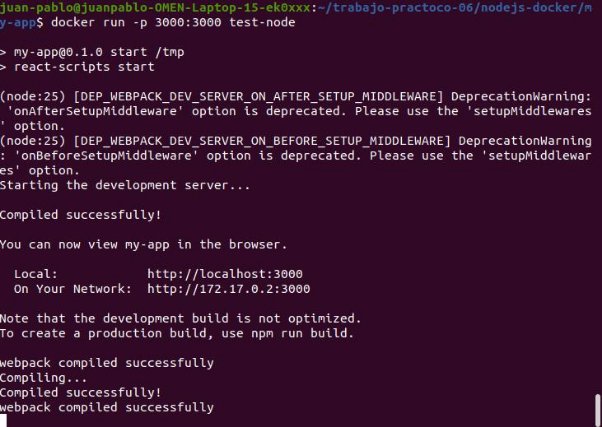 juan-pablo@juanpablo-OMEN-Laptop-15-ek0xxx:~/trabajo-practoco-06/nodejs-docker/m
y-app$ docker run -p 3000:3000 test-node
> my-app@0.1.0 start /tmp
> react-scripts start
(node:25) [DEP_WEBPACK_DEV_SERVER_ON_AFTER_SETUP_MIDDLEWARE] DeprecationWarning:
 'onAfterSetupMiddleware' option is deprecated. Please use the 'setupMiddlewares
' option.
(node:25) [DEP_WEBPACK_DEV_SERVER_ON_BEFORE_SETUP_MIDDLEWARE] DeprecationWarning
: 'onBeforeSetupMiddleware' option is deprecated. Please use the 'setupMiddlewar
es' option.
Starting the development server...
Compiled successfully!
You can now view my-app in the browser.
  Local:            http://localhost:3000
  On Your Network:  http://172.17.0.2:3000
Note that the development build is not optimized.
To create a production build, use npm run build.
webpack compiled successfully
Compiling...
Compiled successfully!
webpack compiled successfully